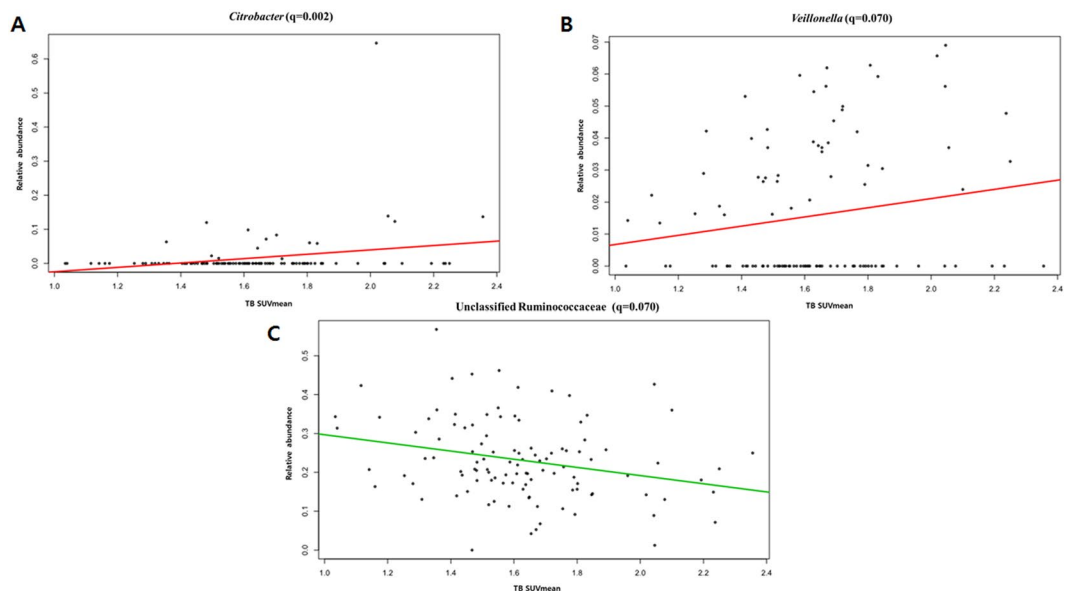 A
Citrobacter (q=0.002)
Relative abundance
0.6
0.5
0.4
0.3
0.2
0.1
0.0
1.0 1.2 1.4 1.6 1.8 2.0 2.2 2.4
TB SUVmean
B
Veillonella (q=0.070)
Relative abundance
0.07
0.06
0.05
0.04
0.03
0.02
0.01
0.00
1.0 1.2 1.4 1.6 1.8 2.0 2.2 2.4
TB SUVmean
C
Unclassified Ruminococcaceae (q=0.070)
Relative abundance
0.5
0.4
0.3
0.2
0.1
0.0
1.0 1.2 1.4 1.6 1.8 2.0 2.2 2.4
TB SUVmean